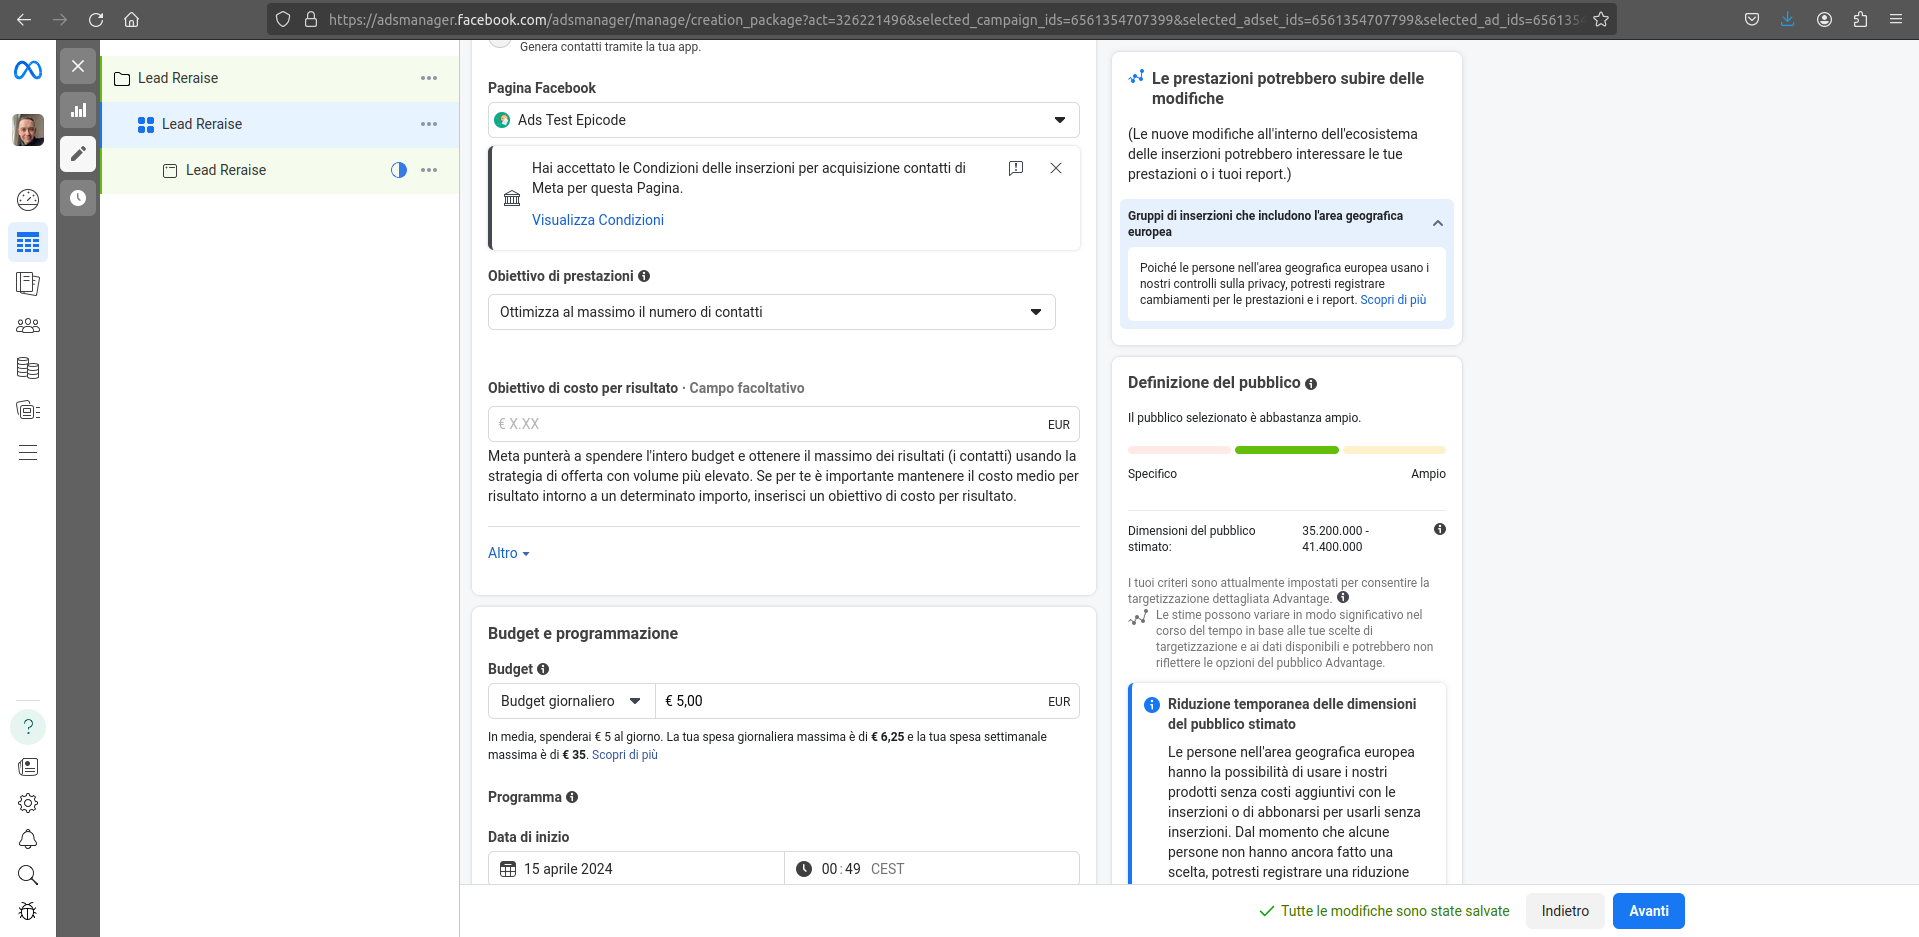 https://adsmanager.facebook.com/adsmanager/manage/creation_package?act=326221496&selected_campaign_ids=6561354707399&selected_adset_ids=6561354707799&selected_ad_ids=656135
Lead Reraise
Lead Reraise
Lead Reraise
Genera contatti tramite la tua app.
Pagina Facebook
Ads Test Epicode
Hai accettato le Condizioni delle inserzioni per acquisizione contatti di
Meta per questa Pagina.
Visualizza Condizioni
Obiettivo di prestazioni
Ottimizza al massimo il numero di contatti
Obiettivo di costo per risultato · Campo facoltativo
€ X.XX
EUR
Meta punterà a spendere l'intero budget e ottenere il massimo dei risultati (i contatti) usando la
strategia di offerta con volume più elevato. Se per te è importante mantenere il costo medio per
risultato intorno a un determinato importo, inserisci un obiettivo di costo per risultato.
Altro
Budget e programmazione
Budget
Budget giornaliero
€ 5,00
EUR
In media, spenderai € 5 al giorno. La tua spesa giornaliera massima è di € 6,25 e la tua spesa settimanale
massima è di € 35. Scopri di più
Programma
Data di inizio
15 aprile 2024
00:49 CEST
Le prestazioni potrebbero subire delle
modifiche
(Le nuove modifiche all'interno dell'ecosistema
delle inserzioni potrebbero interessare le tue
prestazioni o i tuoi report.)
Gruppi di inserzioni che includono l'area geografica
europea
Poiché le persone nell'area geografica europea usano i
nostri controlli sulla privacy, potresti registrare
cambiamenti per le prestazioni e i report. Scopri di più
Definizione del pubblico
Il pubblico selezionato è abbastanza ampio.
Specifico
Ampio
Dimensioni del pubblico
stimato:
35.200.000 -
41.400.000
I tuoi criteri sono attualmente impostati per consentire la
targetizzazione dettagliata Advantage.
Le stime possono variare in modo significativo nel
corso del tempo in base alle tue scelte di
targetizzazione e ai dati disponibili e potrebbero non
riflettere le opzioni del pubblico Advantage.
Riduzione temporanea delle dimensioni
del pubblico stimato
Le persone nell'area geografica europea
hanno la possibilità di usare i nostri
prodotti senza costi aggiuntivi con le
inserzioni o di abbonarsi per usarli senza
inserzioni. Dal momento che alcune
persone non hanno ancora fatto una
scelta, potresti registrare una riduzione
Tutte le modifiche sono state salvate
Indietro
Avanti